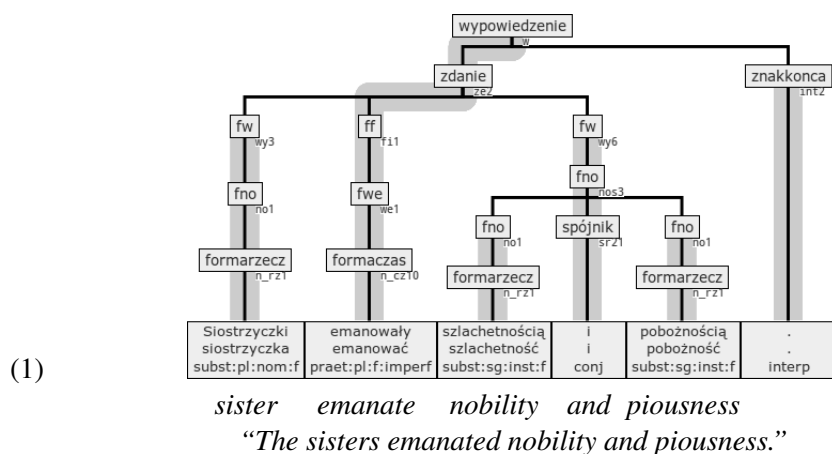 wypowiedzenie
w
zdanie znakkonca
ze2 int2
fw ff fw
wy3 fi1 wy6
fno fwe fno
no1 we1 nos3
fno spójnik fno
no1 sr21 no1
formarzecz formaczas formarzecz formarzecz
n_rz1 n_cz10 n_rz1 n_rz1
Siostrzyczki emanowały szlachetnością i pobożnością .
siostrzyczka emanować szlachetność i pobożność .
(1) subst:pl:nom:f praet:pl:f:imperf subst:sg:inst:f conj subst:sg:inst:f interp
sister emanate nobility and piousness
“The sisters emanated nobility and piousness.”